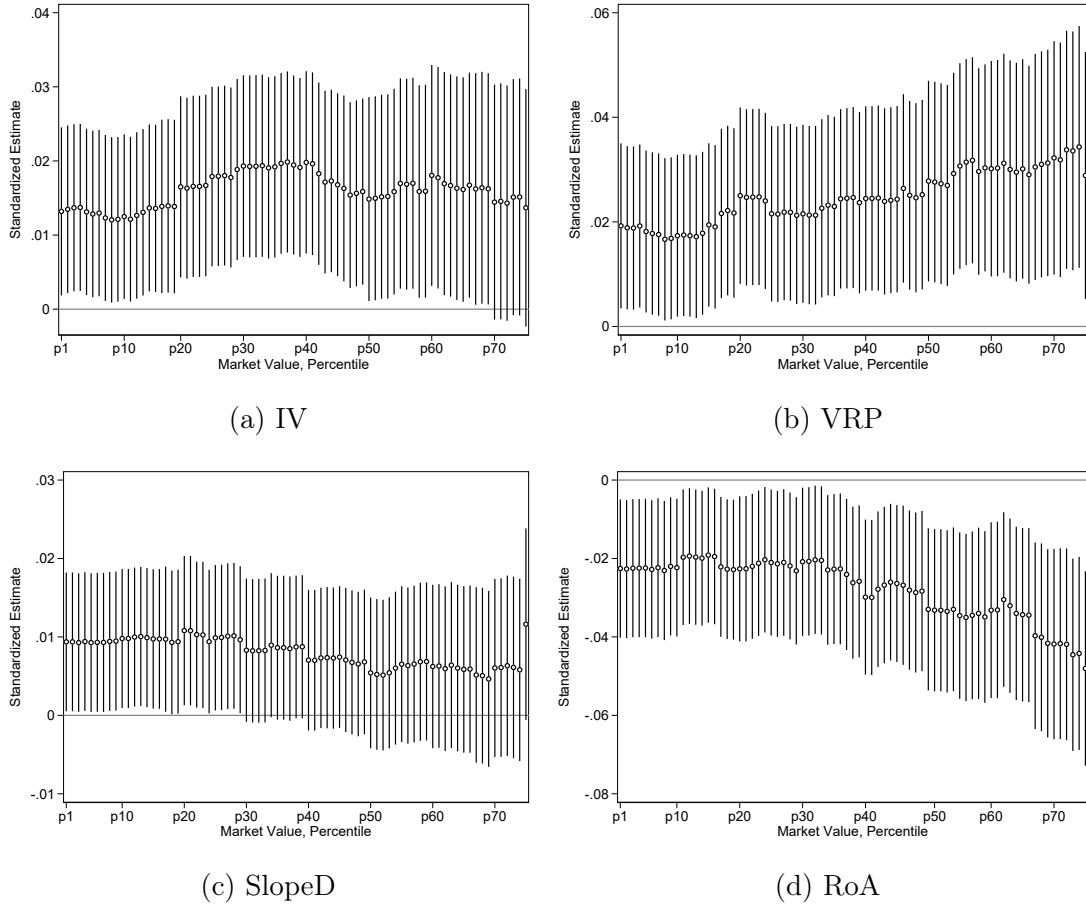 .04
.03
.02
.01
0
Standardized Estimate
p1 p10 p20 p30 p40 p50 p60 p70
Market Value, Percentile
(a) IV
.06
.04
.02
0
Standardized Estimate
p1 p10 p20 p30 p40 p50 p60 p70
Market Value, Percentile
(b) VRP
.03
.02
.01
0
-.01
Standardized Estimate
p1 p10 p20 p30 p40 p50 p60 p70
Market Value, Percentile
(c) SlopeD
0
-.02
-.04
-.06
-.08
Standardized Estimate
p1 p10 p20 p30 p40 p50 p60 p70
Market Value, Percentile
(d) RoA